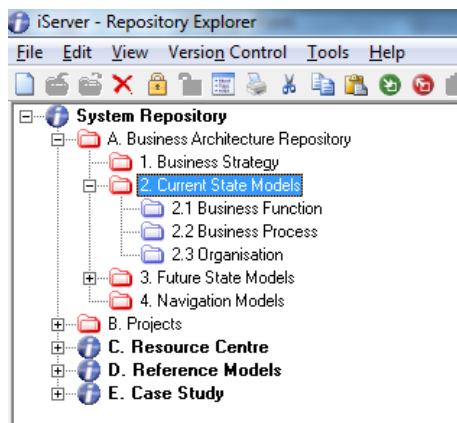 iServer - Repository Explorer
File Edit View Version Control Tools Help
System Repository
A. Business Architecture Repository
1. Business Strategy
2. Current State Models
2.1 Business Function
2.2 Business Process
2.3 Organisation
3. Future State Models
4. Navigation Models
B. Projects
C. Resource Centre
D. Reference Models
E. Case Study